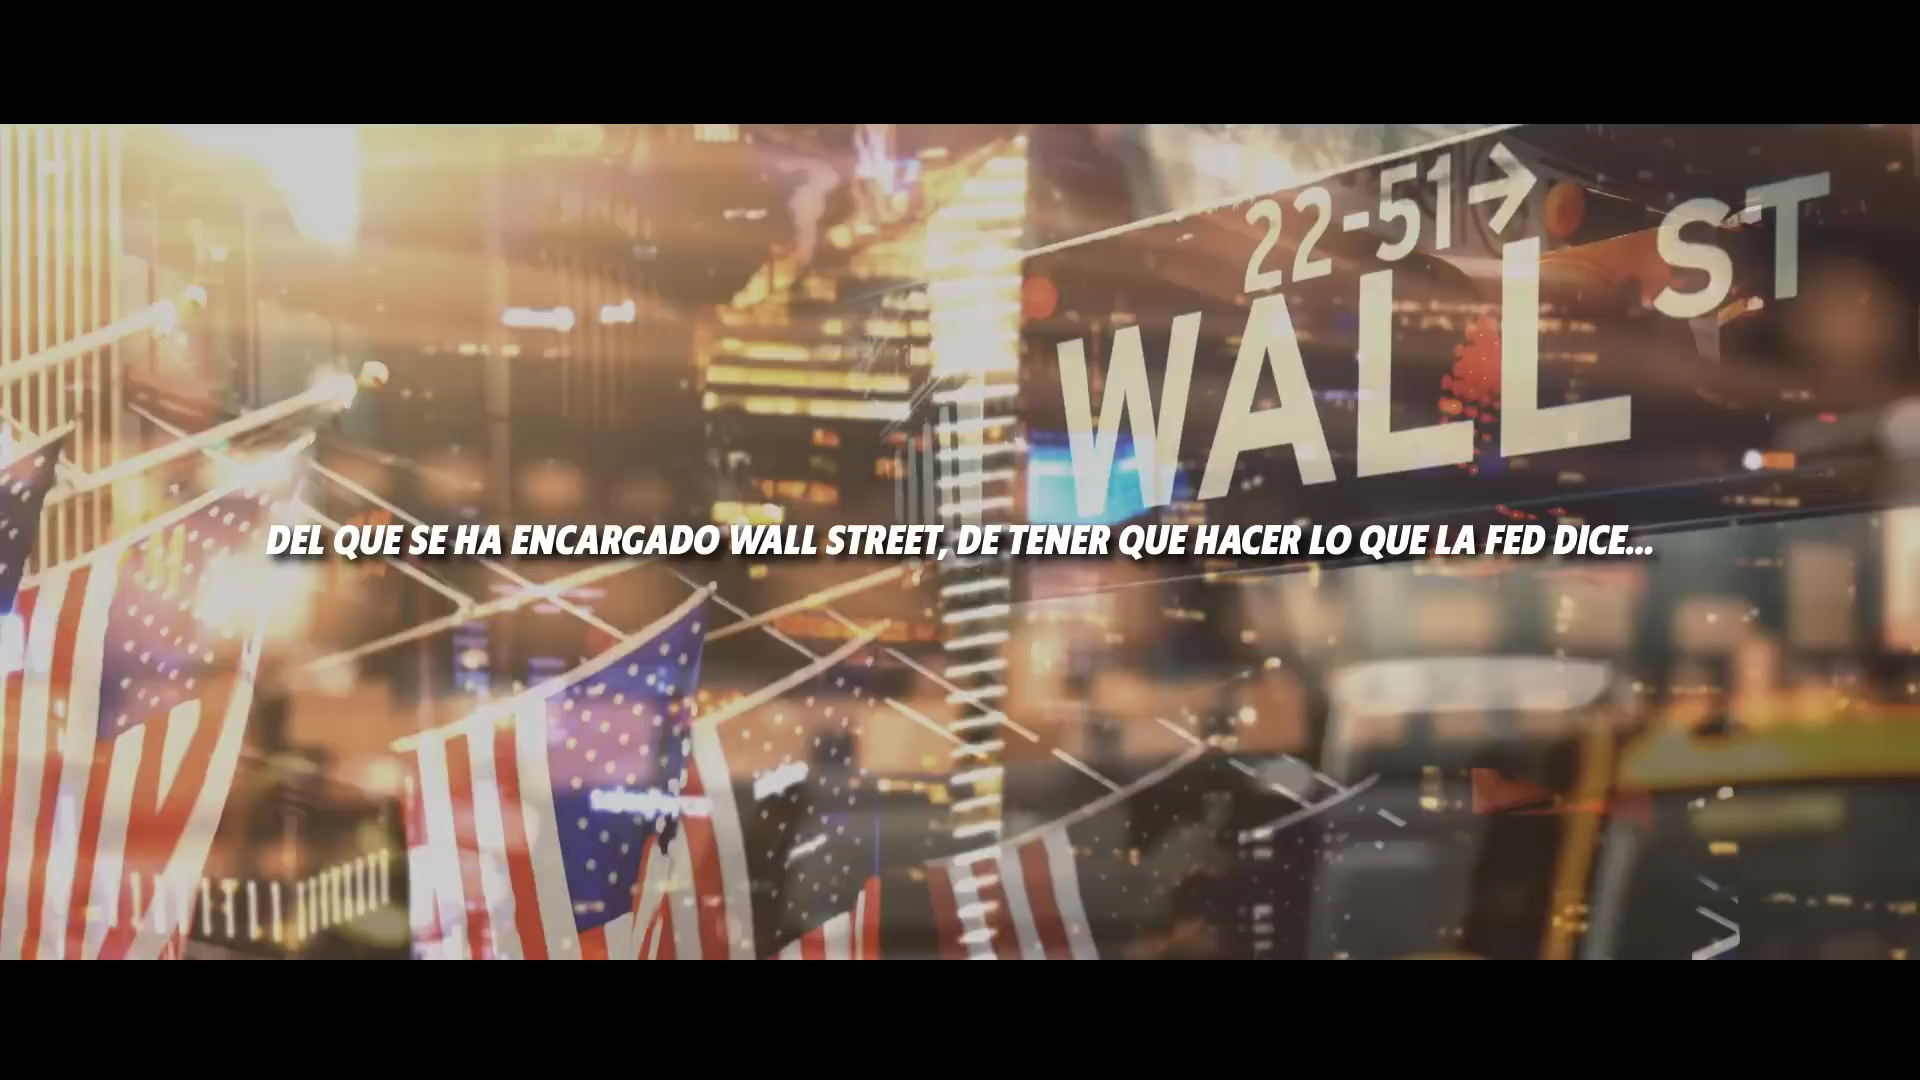 22-51→
WALL ST
DEL QUE SE HA ENCARGADO WALL STREET, DE TENER QUE HACER LO QUE LA FED DICE...